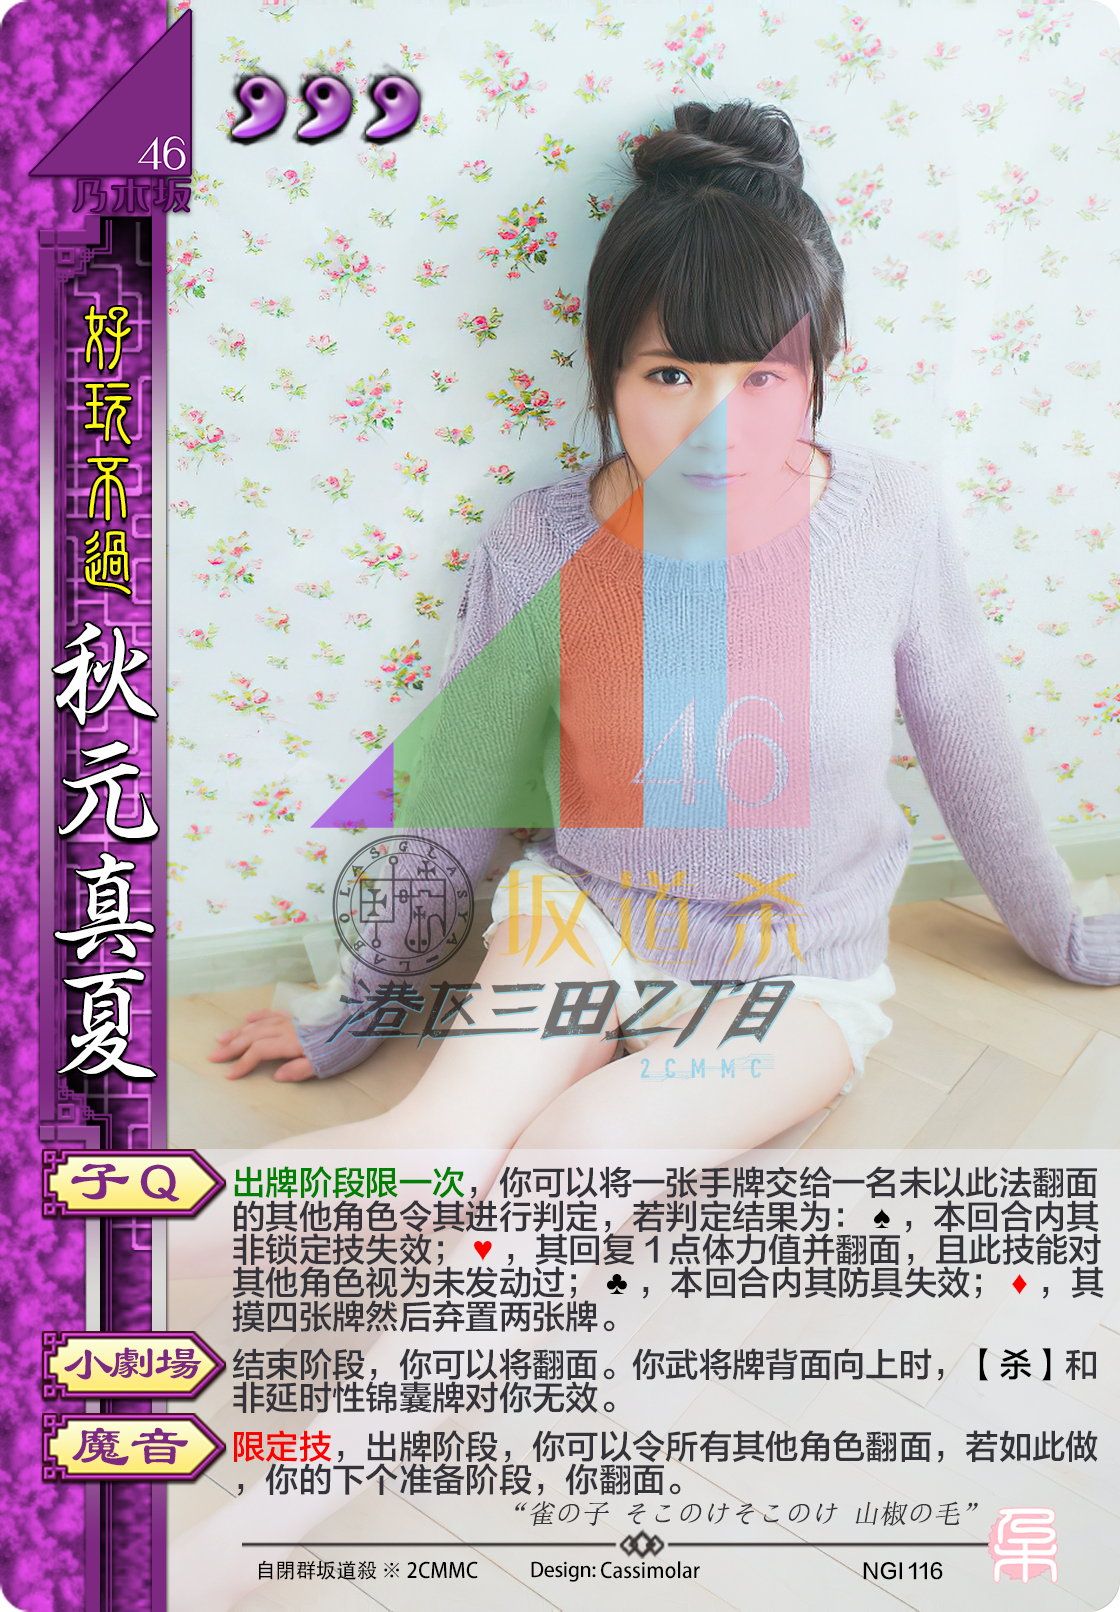 46
乃木坂
好玩不過
秋元真夏
46
LASYALABOLASG
坂道杀
港区三田2丁目
2CMMC
子Q
出牌阶段限一次，你可以将一张手牌交给一名未以此法翻面
的其他角色令其进行判定，若判定结果为：♠，本回合内其
非锁定技失效；♥，其回复1点体力值并翻面，且此技能对
其他角色视为未发动过；♣，本回合内其防具失效；♦，其
摸四张牌然后弃置两张牌。
小劇場
结束阶段，你可以将翻面。你武将牌背面向上时，【杀】和
非延时性锦囊牌对你无效。
魔音
限定技，出牌阶段，你可以令所有其他角色翻面，若如此做
，你的下个准备阶段，你翻面。
“雀の子 そこのけそこのけ 山椒の毛”
自閉群坂道殺 ※ 2CMMC Design: Cassimolar NGI 116